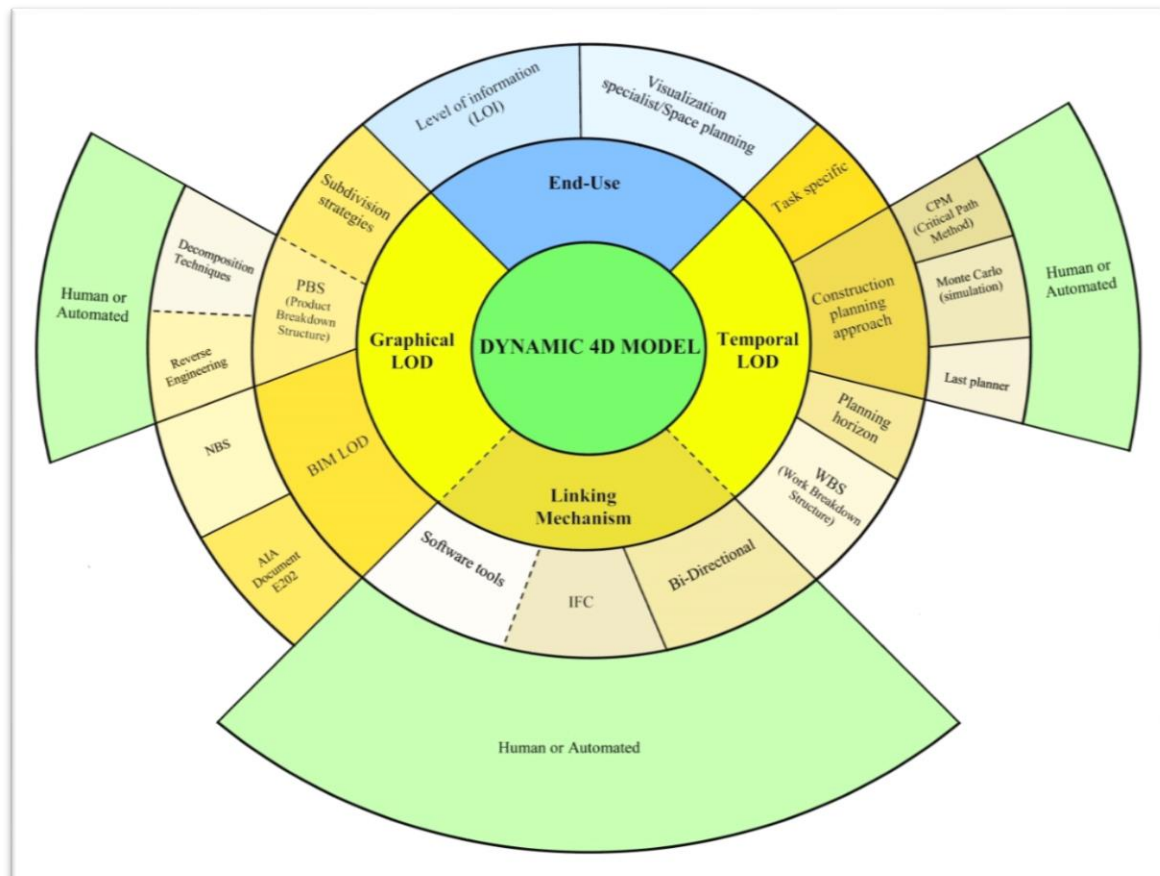 Level of information
(LOI)
Visualization
specialist/Space planning
End-Use
Subdivision
strategies
Task specific
Decomposition
Techniques
PBS
(Product
Breakdown
Structure)
Human or
Automated
Reverse
Engineering
Graphical
LOD
DYNAMIC 4D MODEL
Temporal
LOD
Construction
planning
approach
CPM
(Critical Path
Method)
Monte Carlo
(simulation)
Last planner
Human or
Automated
Planning
horizon
WBS
(Work Breakdown
Structure)
NBS
BIM LOD
AIA
Document
E202
Linking
Mechanism
Software tools
IFC
Bi-Directional
Human or Automated